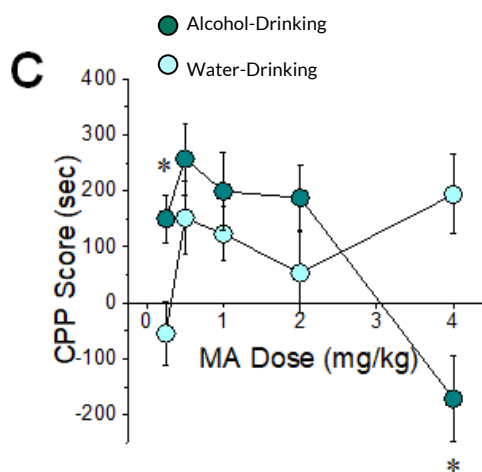 Alcohol-Drinking
Water-Drinking
C
400
300
*
200
100
0
-100
-200
0 1 2 3 4
CPP Score (sec)
MA Dose (mg/kg)
*